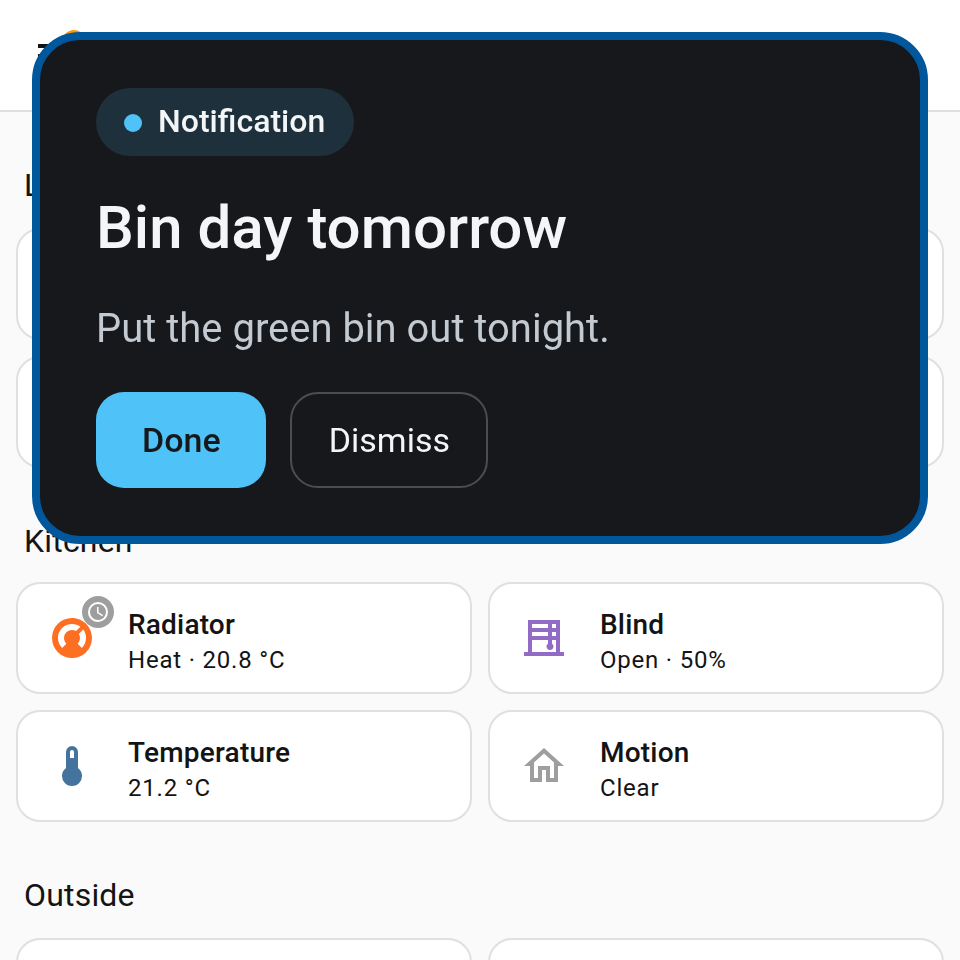 Notification
Bin day tomorrow
Put the green bin out tonight.
Done
Dismiss
Kitchen
Radiator
Heat · 20.8 °C
Blind
Open · 50%
Temperature
21.2 °C
Motion
Clear
Outside